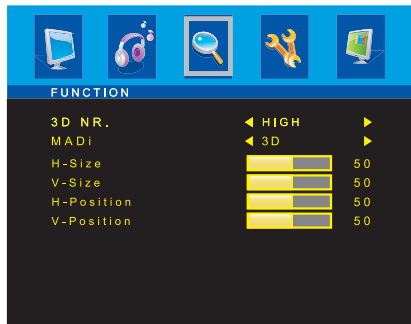 FUNCTION
3D NR. HIGH
MADi 3D
H-Size 50
V-Size 50
H-Position 50
V-Position 50